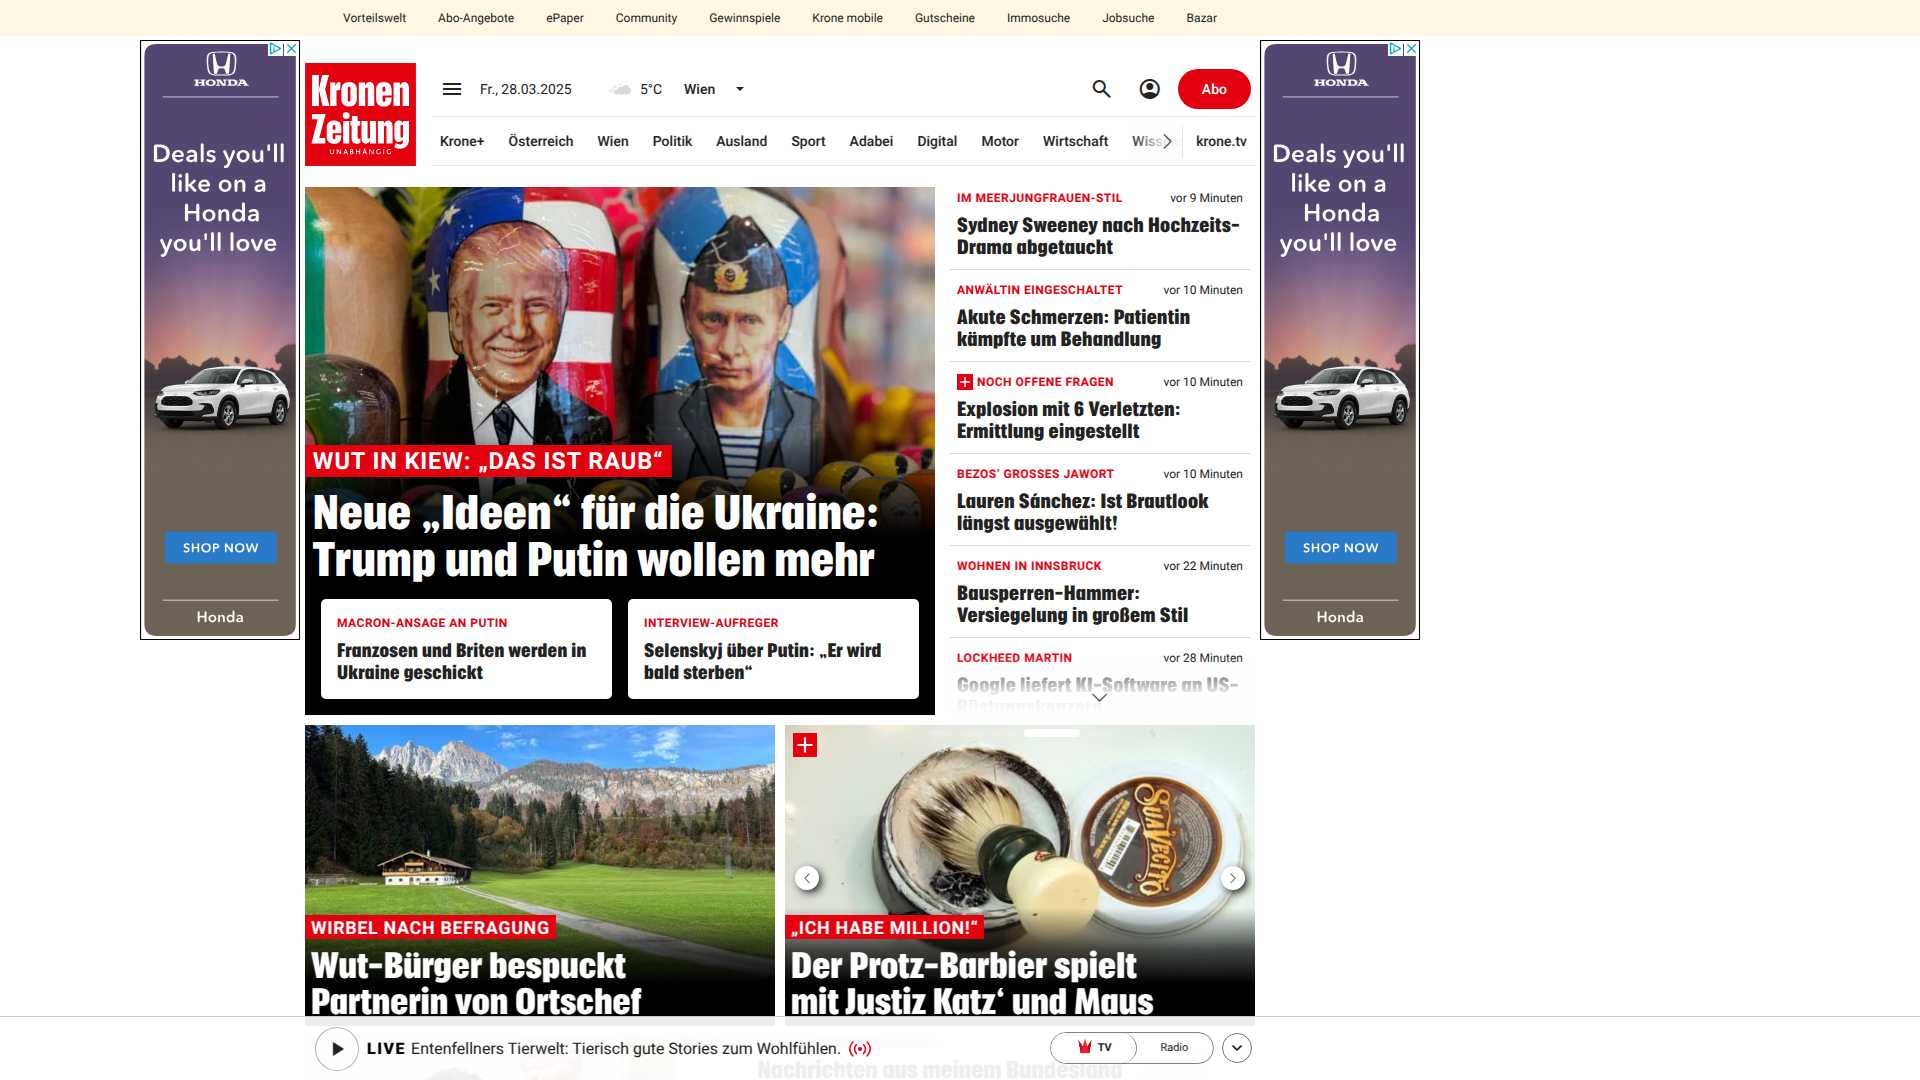 Vorteilswelt Abo-Angebote ePaper Community Gewinnspiele Krone mobile Gutscheine Immosuche Jobsuche Bazar
Kronen
Zeitung
UNABHÄNGIG
Fr., 28.03.2025 5°C Wien
Abo
Krone+ Österreich Wien Politik Ausland Sport Adabei Digital Motor Wirtschaft krone.tv
HONDA
Deals you'll
like on a
Honda
you'll love
SHOP NOW
Honda
WUT IN KIEW: „DAS IST RAUB“
Neue „Ideen“ für die Ukraine:
Trump und Putin wollen mehr
MACRON-ANSAGE AN PUTIN
Franzosen und Briten werden in
Ukraine geschickt
INTERVIEW-AUFREGER
Selenskyj über Putin: „Er wird
bald sterben“
IM MEERJUNGFRAUEN-STIL vor 9 Minuten
Sydney Sweeney nach Hochzeits-
Drama abgetaucht
ANWÄLTIN EINGESCHALTET vor 10 Minuten
Akute Schmerzen: Patientin
kämpfte um Behandlung
NOCH OFFENE FRAGEN vor 10 Minuten
Explosion mit 6 Verletzten:
Ermittlung eingestellt
BEZOS’ GROSSES JAWORT vor 10 Minuten
Lauren Sánchez: Ist Brautlook
längst ausgewählt!
WOHNEN IN INNSBRUCK vor 22 Minuten
Bausperren-Hammer:
Versiegelung in großem Stil
LOCKHEED MARTIN vor 28 Minuten
Google liefert KI-Software an US-
Rüstungskonzern
HONDA
Deals you'll
like on a
Honda
you'll love
SHOP NOW
Honda
WIRBEL NACH BEFRAGUNG
Wut-Bürger bespuckt
Partnerin von Ortschef
SUAVECITO
„ICH HABE MILLION!“
Der Protz-Barbier spielt
mit Justiz Katz‘ und Maus
LIVE Entenfellners Tierwelt: Tierisch gute Stories zum Wohlfühlen.
TV Radio
Nachrichten aus meinem Bundesland